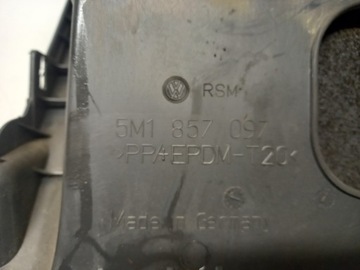 RSM
5M1 857 097
>PP+EPDM-T20<
Made in Germany